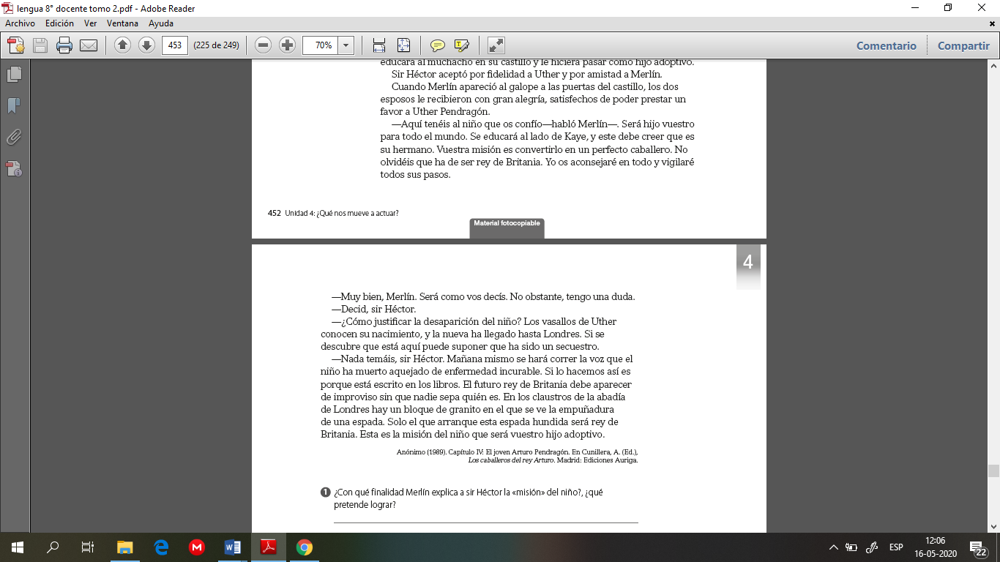 lengua 8° docente tomo 2.pdf - Adobe Reader
Archivo Edición Ver Ventana Ayuda
453 (225 de 249) 70% Comentario Compartir
educara al muchacho en su castillo y le hiciera pasar como hijo adoptivo.
Sir Héctor aceptó por fidelidad a Uther y por amistad a Merlín.
Cuando Merlín apareció al galope a las puertas del castillo, los dos
esposos le recibieron con gran alegría, satisfechos de poder prestar un
favor a Uther Pendragón.
—Aquí tenéis al niño que os confío—habló Merlín—. Será hijo vuestro
para todo el mundo. Se educará al lado de Kaye, y este debe creer que es
su hermano. Vuestra misión es convertirlo en un perfecto caballero. No
olvidéis que ha de ser rey de Britania. Yo os aconsejaré en todo y vigilaré
todos sus pasos.
452 Unidad 4: ¿Qué nos mueve a actuar?
Material fotocopiable
4
—Muy bien, Merlín. Será como vos decís. No obstante, tengo una duda.
—Decid, sir Héctor.
—¿Cómo justificar la desaparición del niño? Los vasallos de Uther
conocen su nacimiento, y la nueva ha llegado hasta Londres. Si se
descubre que está aquí puede suponer que ha sido un secuestro.
—Nada temáis, sir Héctor. Mañana mismo se hará correr la voz que el
niño ha muerto aquejado de enfermedad incurable. Si lo hacemos así es
porque está escrito en los libros. El futuro rey de Britania debe aparecer
de improviso sin que nadie sepa quién es. En los claustros de la abadía
de Londres hay un bloque de granito en el que se ve la empuñadura
de una espada. Solo el que arranque esta espada hundida será rey de
Britania. Esta es la misión del niño que será vuestro hijo adoptivo.
Anónimo (1989). Capítulo IV: El joven Arturo Pendragón. En Cunillera, A. (Ed.),
Los caballeros del rey Arturo. Madrid: Ediciones Auriga.
1 ¿Con qué finalidad Merlín explica a sir Héctor la «misión» del niño?, ¿qué
pretende lograr?
ESP
12:06
16-05-2020
22